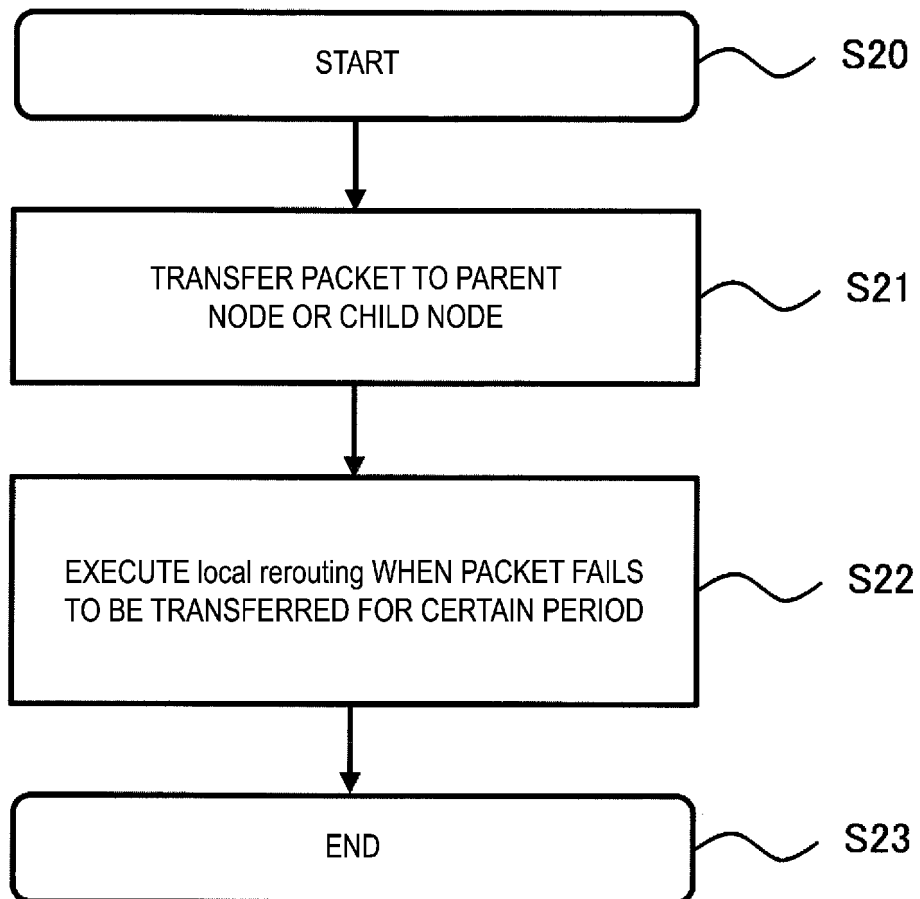 START
S20
TRANSFER PACKET TO PARENT
NODE OR CHILD NODE
S21
EXECUTE local rerouting WHEN PACKET FAILS
TO BE TRANSFERRED FOR CERTAIN PERIOD
S22
END
S23